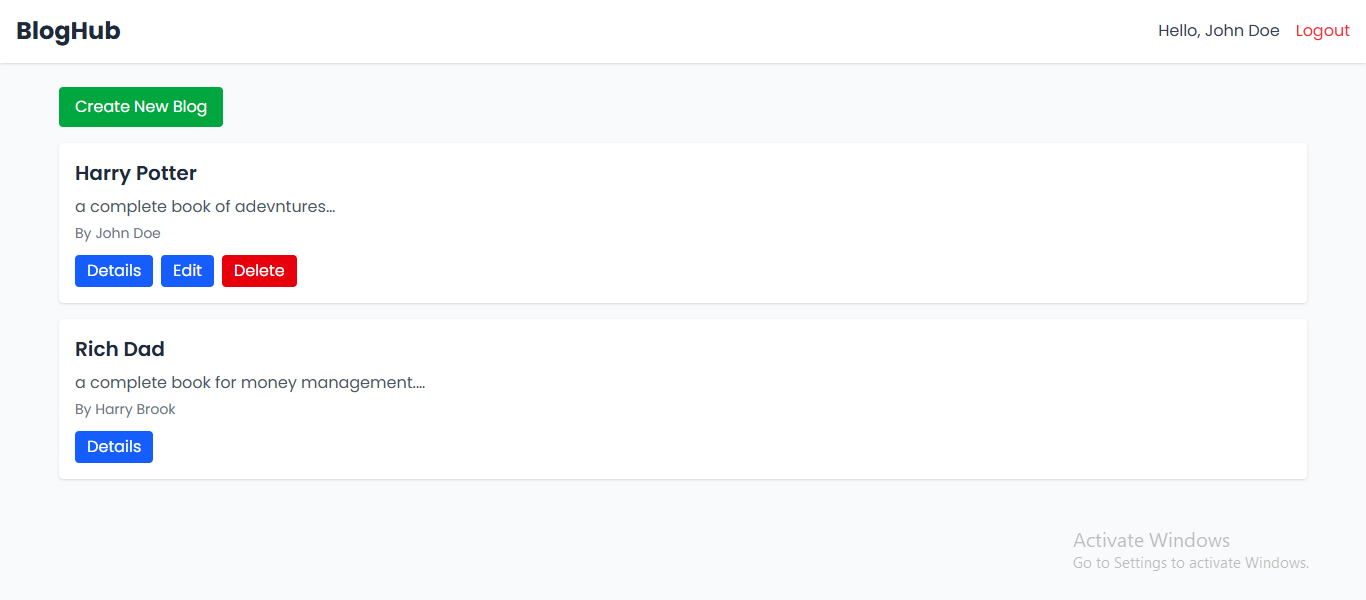 BlogHub
Hello, John Doe Logout
Create New Blog
Harry Potter
a complete book of adevntures...
By John Doe
Details Edit Delete
Rich Dad
a complete book for money management....
By Harry Brook
Details
Activate Windows
Go to Settings to activate Windows.